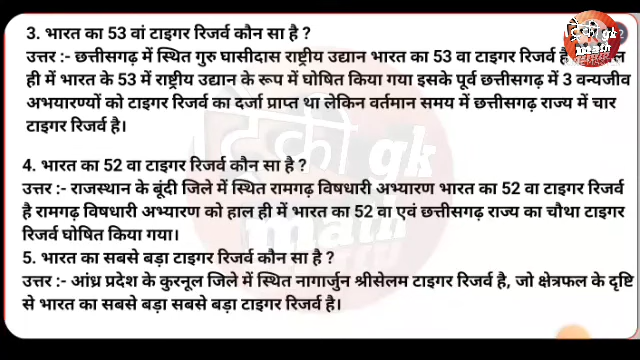 3. भारत का 53 वां टाइगर रिजर्व कौन सा है ?
उत्तर :- छत्तीसगढ़ में स्थित गुरु घासीदास राष्ट्रीय उद्यान भारत का 53 वा टाइगर रिजर्व है
ही में भारत के 53 में राष्ट्रीय उद्यान के रूप में घोषित किया गया इसके पूर्व छत्तीसगढ़ में 3 वन्यजीव
अभयारण्यों को टाइगर रिजर्व का दर्जा प्राप्त था लेकिन वर्तमान समय में छत्तीसगढ़ राज्य में चार
टाइगर रिजर्व है।
4. भारत का 52 वा टाइगर रिजर्व कौन सा है ?
उत्तर :- राजस्थान के बूंदी जिले में स्थित रामगढ़ विषधारी अभ्यारण भारत का 52 वा टाइगर रिजर्व
है रामगढ़ विषधारी अभ्यारण को हाल ही में भारत का 52 वा एवं छत्तीसगढ़ राज्य का चौथा टाइगर
रिजर्व घोषित किया गया।
5. भारत का सबसे बड़ा टाइगर रिजर्व कौन सा है ?
उत्तर :- आंध्र प्रदेश के कुरनूल जिले में स्थित नागार्जुन श्रीसेलम टाइगर रिजर्व है, जो क्षेत्रफल के दृष्टि
से भारत का सबसे बड़ा सबसे बड़ा टाइगर रिजर्व है।
gk
math
gk
math